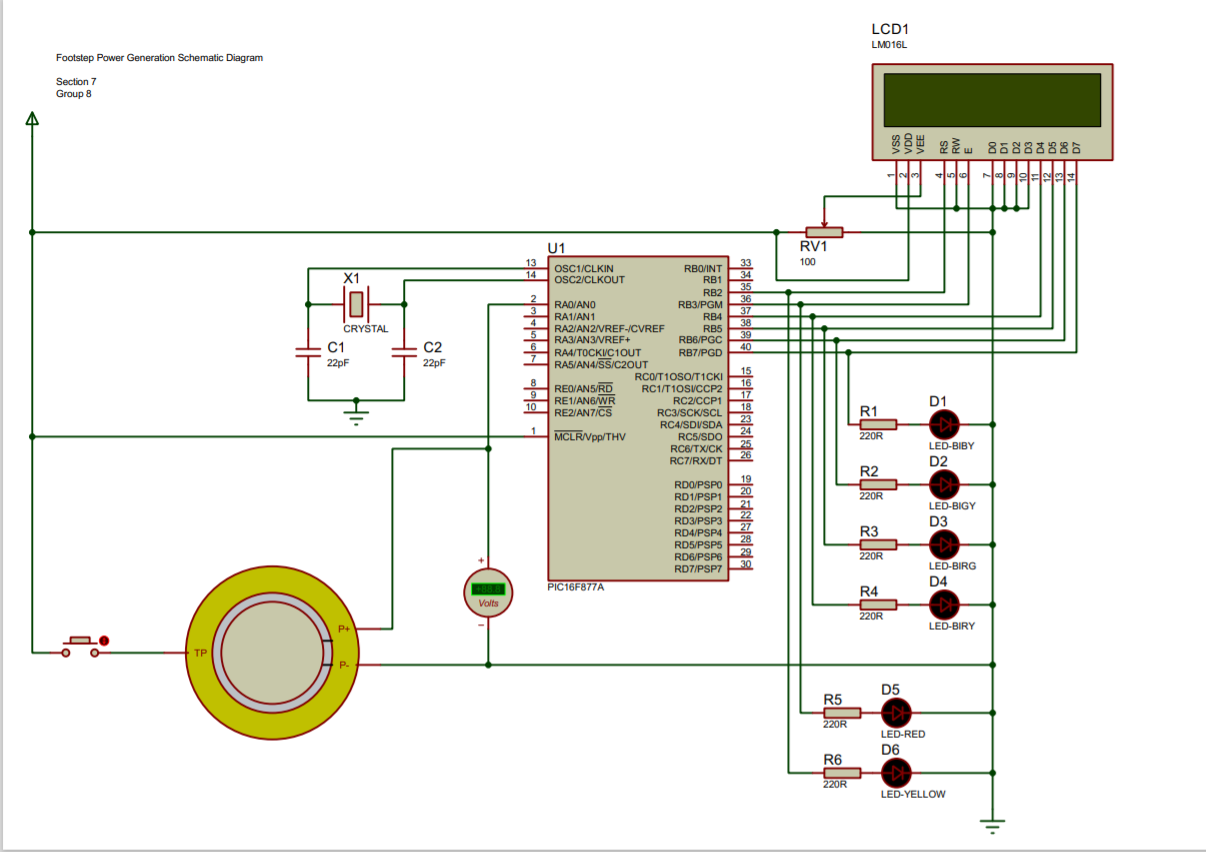 Footstep Power Generation Schematic Diagram
Section 7
Group 8
LCD1
LM016L
VSS VDD VEE RS RW E D0 D1 D2 D3 D4 D5 D6 D7
1 2 3 4 5 6 7 8 9 10 11 12 13 14
RV1
100
U1
13 OSC1/CLKIN RB0/INT 33
14 OSC2/CLKOUT RB1 34
RB2 35
2 RA0/AN0 RB3/PGM 36
3 RA1/AN1 RB4 37
4 RA2/AN2/VREF-/CVREF RB5 38
5 RA3/AN3/VREF+ RB6/PGC 39
6 RA4/T0CKI/C1OUT RB7/PGD 40
7 RA5/AN4/SS/C2OUT
RC0/T1OSO/T1CKI 15
8 RE0/AN5/RD RC1/T1OSI/CCP2 16
9 RE1/AN6/WR RC2/CCP1 17
10 RE2/AN7/CS RC3/SCK/SCL 18
RC4/SDI/SDA 23
1 MCLR/Vpp/THV RC5/SDO 24
RC6/TX/CK 25
RC7/RX/DT 26
RD0/PSP0 19
RD1/PSP1 20
RD2/PSP2 21
RD3/PSP3 22
RD4/PSP4 27
RD5/PSP5 28
RD6/PSP6 29
RD7/PSP7 30
PIC16F877A
X1
CRYSTAL
C1
22pF
C2
22pF
R1
220R
D1
LED-BIBY
R2
220R
D2
LED-BIGY
R3
220R
D3
LED-BIRG
R4
220R
D4
LED-BIRY
+
Volts
−
TP
P+
P-
R5
220R
D5
LED-RED
R6
220R
D6
LED-YELLOW